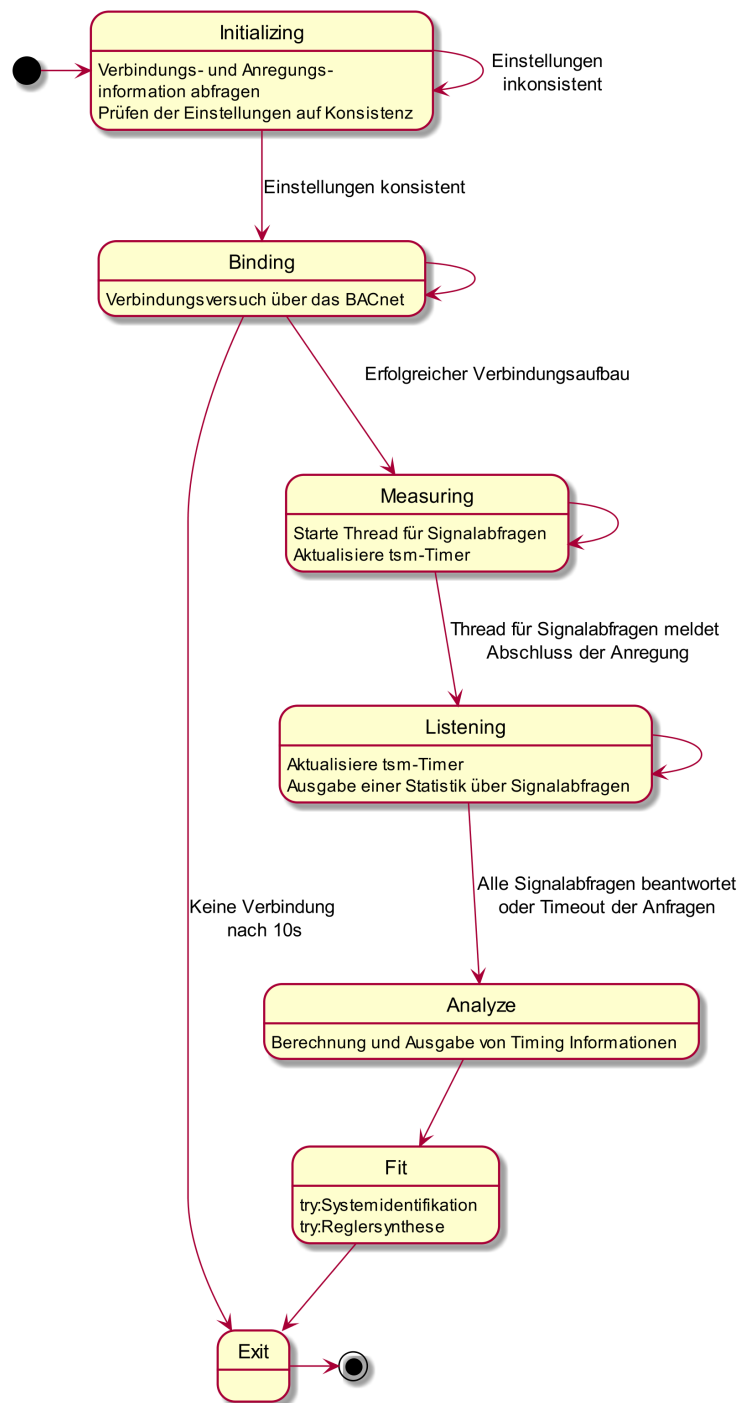 Initializing
Verbindungs- und Anregungs-
information abfragen
Prüfen der Einstellungen auf Konsistenz
Einstellungen
inkonsistent
Einstellungen konsistent
Binding
Verbindungsversuch über das BACnet
Erfolgreicher Verbindungsaufbau
Measuring
Starte Thread für Signalabfragen
Aktualisiere tsm-Timer
Thread für Signalabfragen meldet
Abschluss der Anregung
Listening
Aktualisiere tsm-Timer
Ausgabe einer Statistik über Signalabfragen
Alle Signalabfragen beantwortet
oder Timeout der Anfragen
Keine Verbindung
nach 10s
Analyze
Berechnung und Ausgabe von Timing Informationen
Fit
try:Systemidentifikation
try:Reglersynthese
Exit